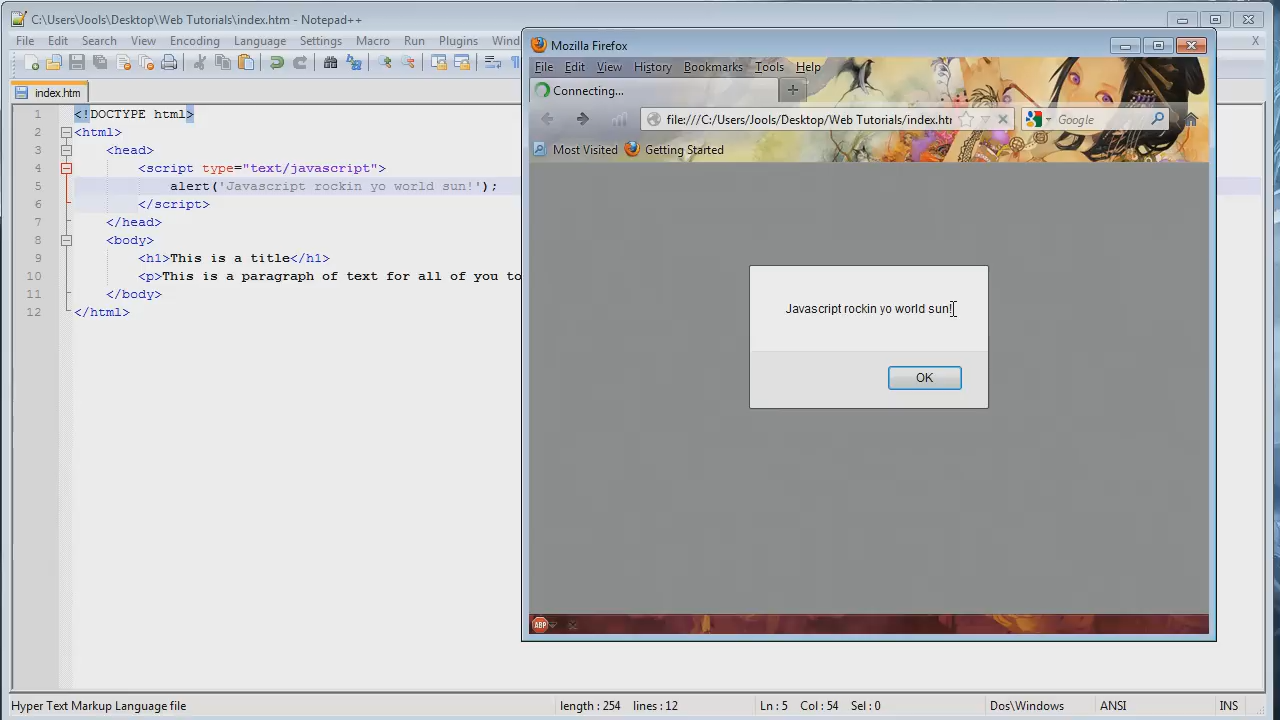 C:\Users\Jools\Desktop\Web Tutorials\index.htm - Notepad++
File Edit Search View Encoding Language Settings Macro Run Plugins Wind
X
index.htm
1 <!DOCTYPE html>
2 <html>
3 <head>
4 <script type="text/javascript">
5 alert('Javascript rockin yo world sun!');
6 </script>
7 </head>
8 <body>
9 <h1>This is a title</h1>
10 <p>This is a paragraph of text for all of you to
11 </body>
12 </html>
Mozilla Firefox
File Edit View History Bookmarks Tools Help
Connecting...
file:///C:/Users/Jools/Desktop/Web Tutorials/index.htm
Google
Most Visited Getting Started
Javascript rockin yo world sun!
OK
ABP
Hyper Text Markup Language file length : 254 lines : 12 Ln : 5 Col : 54 Sel : 0 Dos\Windows ANSI INS